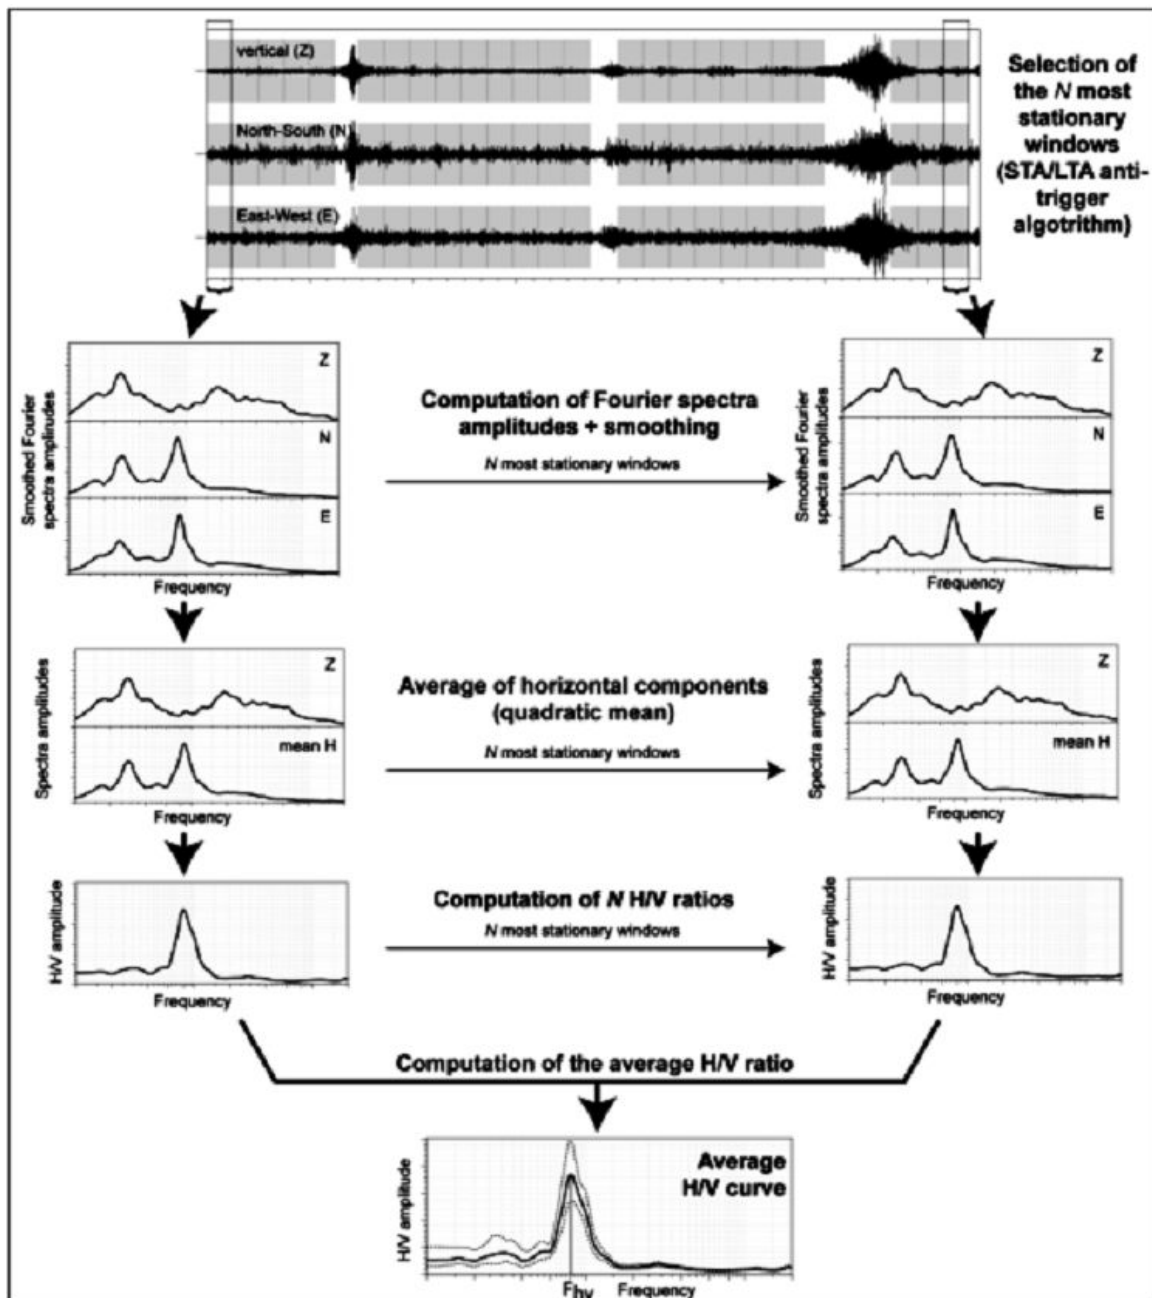 vertical (Z)
North-South (N)
East-West (E)
Selection of
the N most
stationary
windows
(STA/LTA anti-
trigger
algotrithm)
Z
N
E
Smoothed Fourier
spectra amplitudes
Frequency
Computation of Fourier spectra
amplitudes + smoothing
N most stationary windows
Z
N
E
Smoothed Fourier
spectra amplitudes
Frequency
Z
mean H
Spectra amplitudes
Frequency
Average of horizontal components
(quadratic mean)
N most stationary windows
Z
mean H
Spectra amplitudes
Frequency
H/V amplitude
Frequency
Computation of N H/V ratios
N most stationary windows
H/V amplitude
Frequency
Computation of the average H/V ratio
Average
H/V curve
H/V amplitude
Fhv Frequency